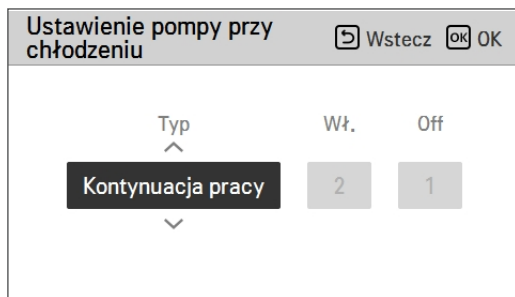 Ustawienie pompy przy
chłodzeniu
Wstecz OK OK
Typ Wł. Off
Kontynuacja pracy 2 1